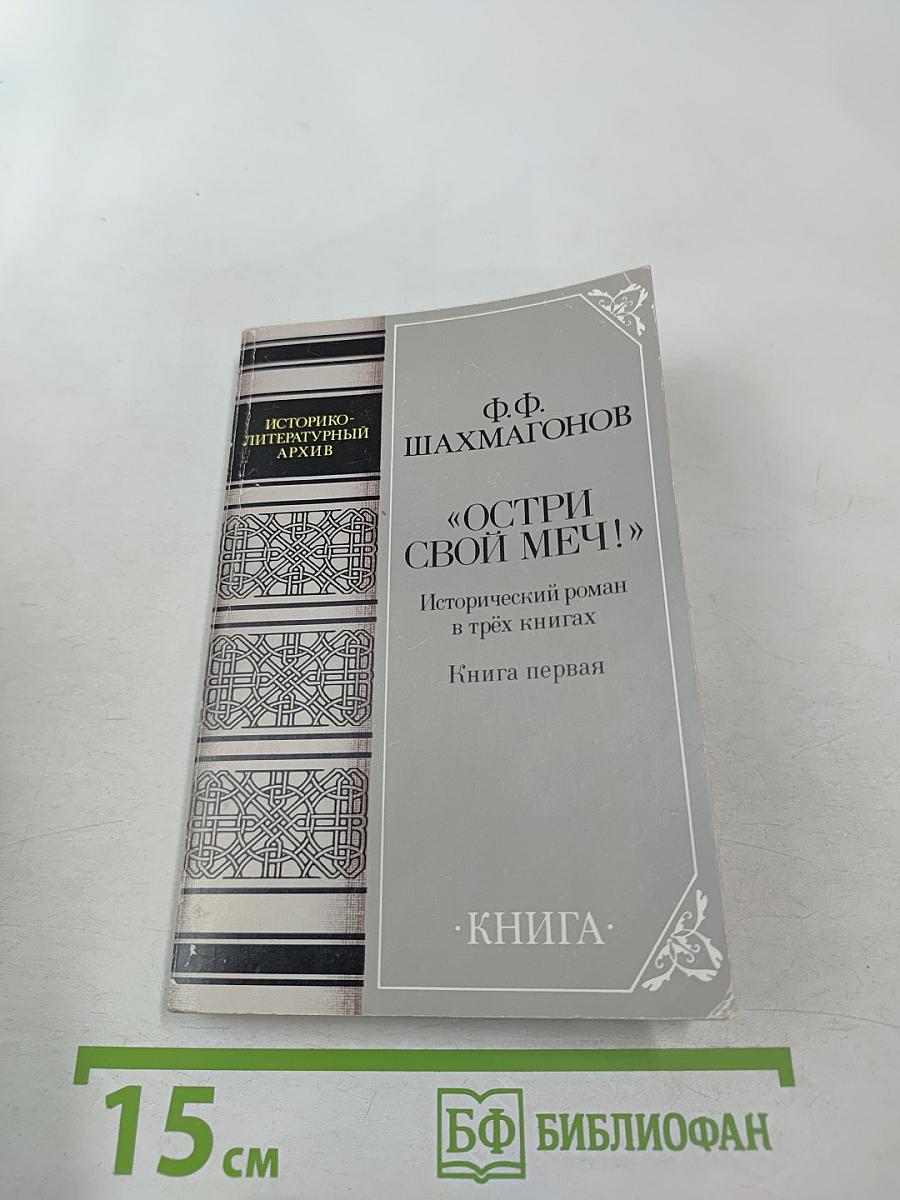 ИСТОРИКО-
ЛИТЕРАТУРНЫЙ
АРХИВ
Ф.Ф.
ШАХМАГОНОВ
«ОСТРИ
СВОЙ МЕЧ!»
Исторический роман
в трёх книгах
Книга первая
·КНИГА·
15 см
БФ БИБЛИОФАН